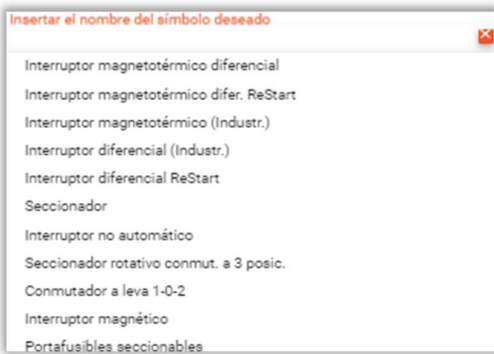 Insertar el nombre del símbolo deseado
Interruptor magnetotérmico diferencial
Interruptor magnetotérmico difer. ReStart
Interruptor magnetotérmico (Industr.)
Interruptor diferencial (Industr.)
Interruptor diferencial ReStart
Seccionador
Interruptor no automático
Seccionador rotativo conmut. a 3 posic.
Conmutador a leva 1-0-2
Interruptor magnético
Portafusibles seccionables